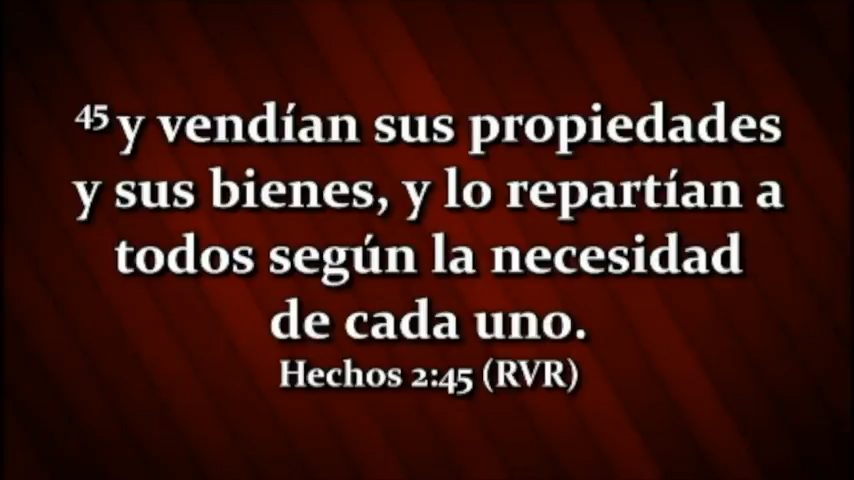 45 y vendían sus propiedades
y sus bienes, y lo repartían a
todos según la necesidad
de cada uno.
Hechos 2:45 (RVR)